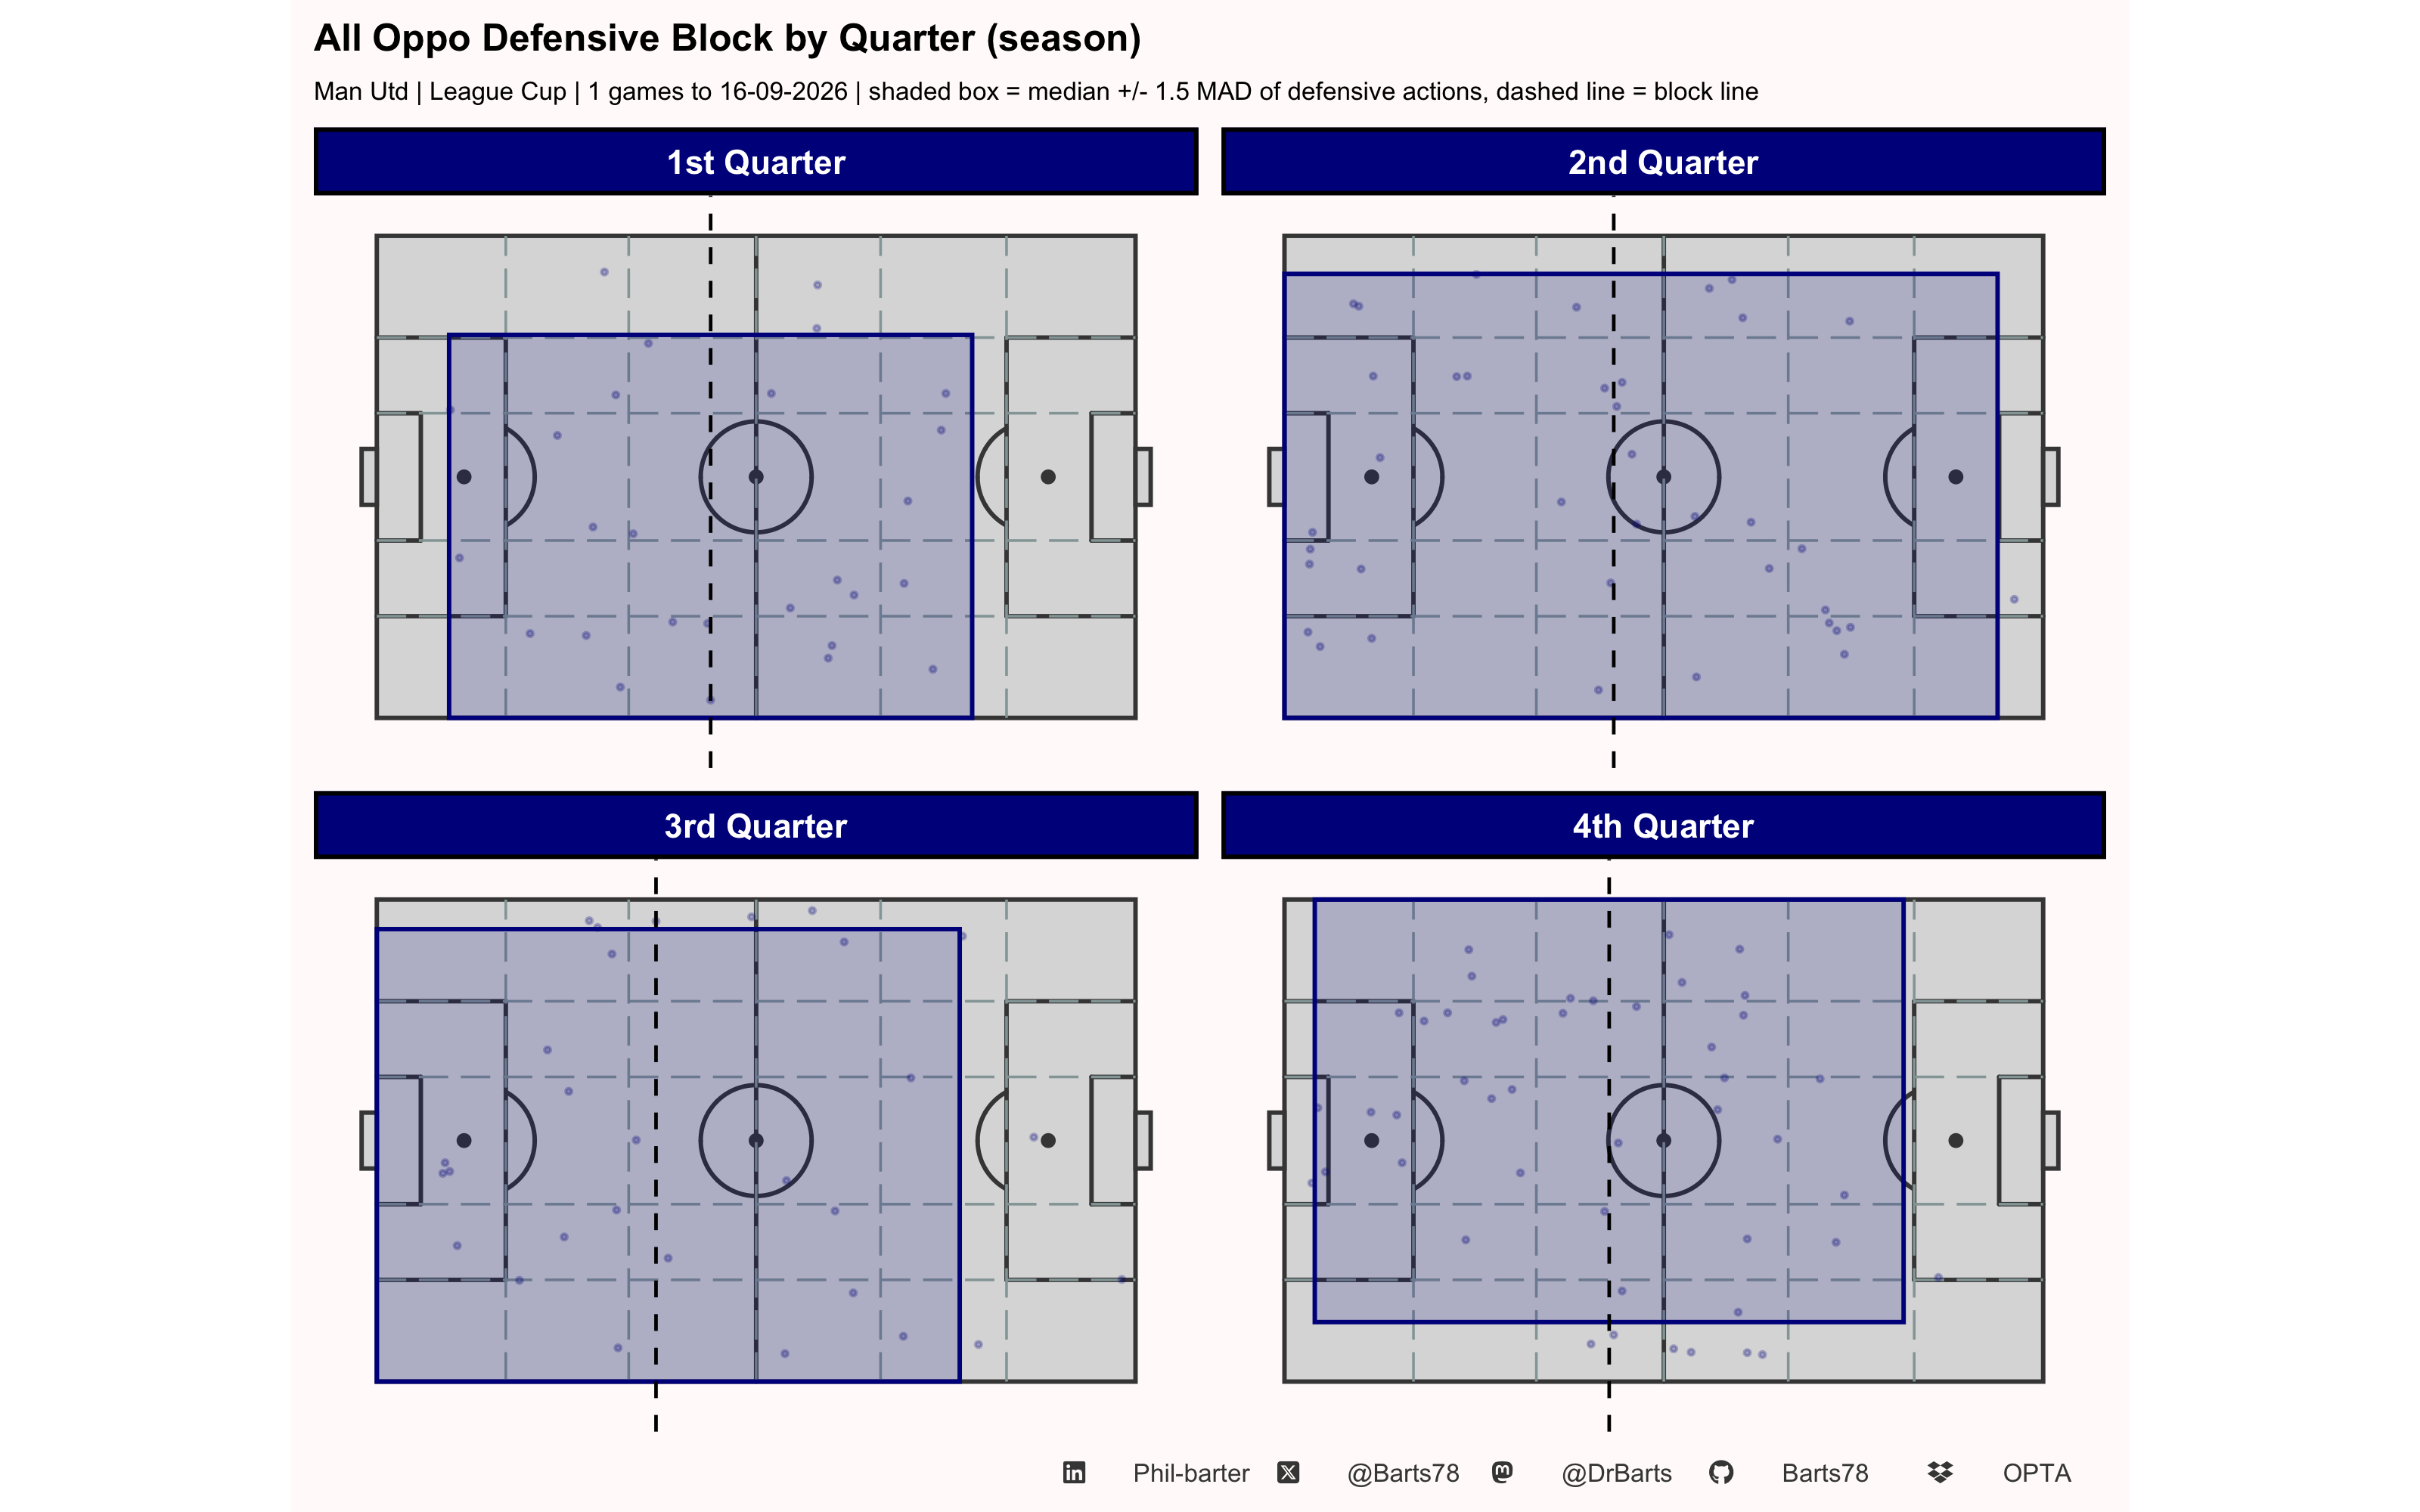 All Oppo Defensive Block by Quarter (season)
Man Utd | League Cup | 1 games to 16-09-2026 | shaded box = median +/- 1.5 MAD of defensive actions, dashed line = block line
1st Quarter
2nd Quarter
3rd Quarter
4th Quarter
Phil-barter @Barts78 @DrBarts Barts78 OPTA